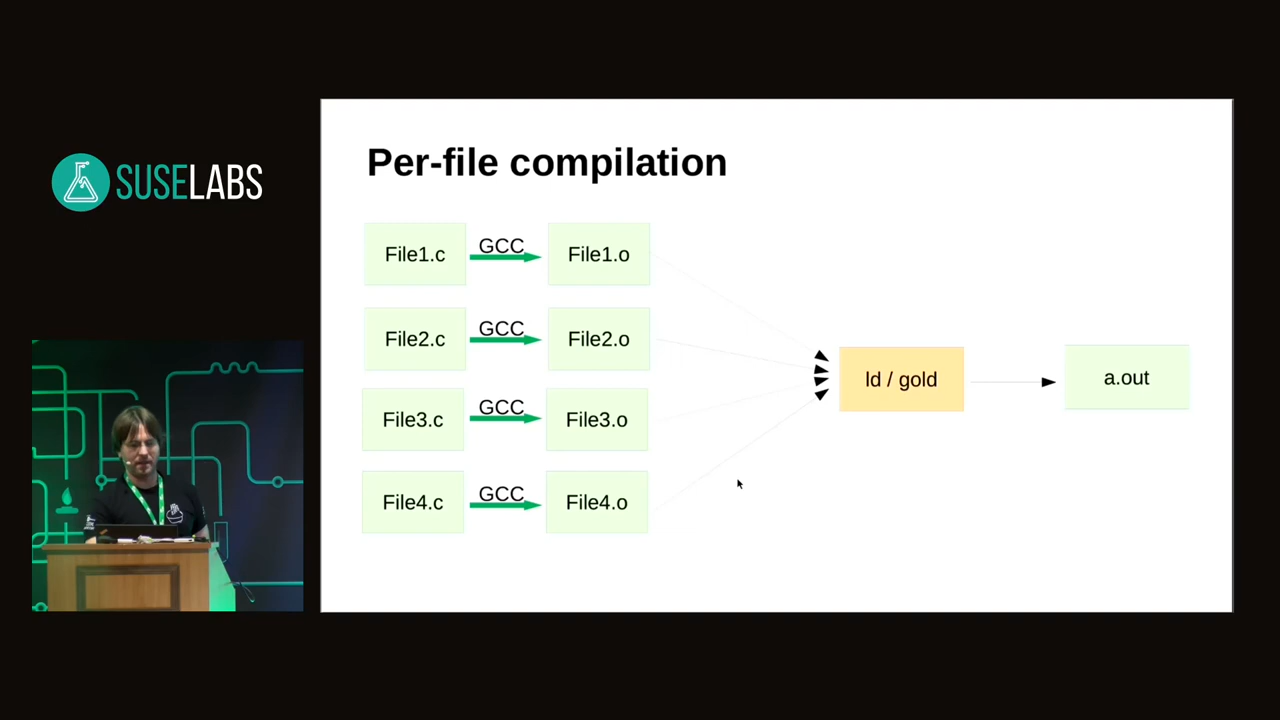 SUSELABS
Per-file compilation
File1.c GCC File1.o
File2.c GCC File2.o
ld / gold a.out
File3.c GCC File3.o
File4.c GCC File4.o